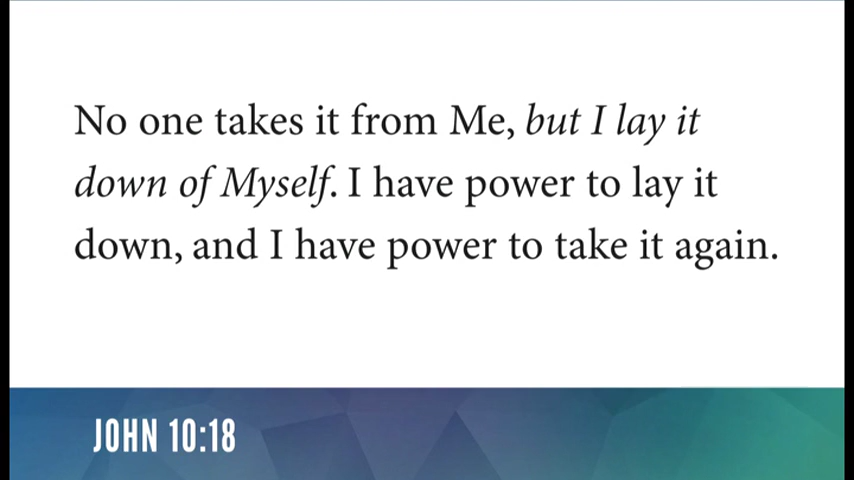 No one takes it from Me, but I lay it
down of Myself. I have power to lay it
down, and I have power to take it again.
JOHN 10:18